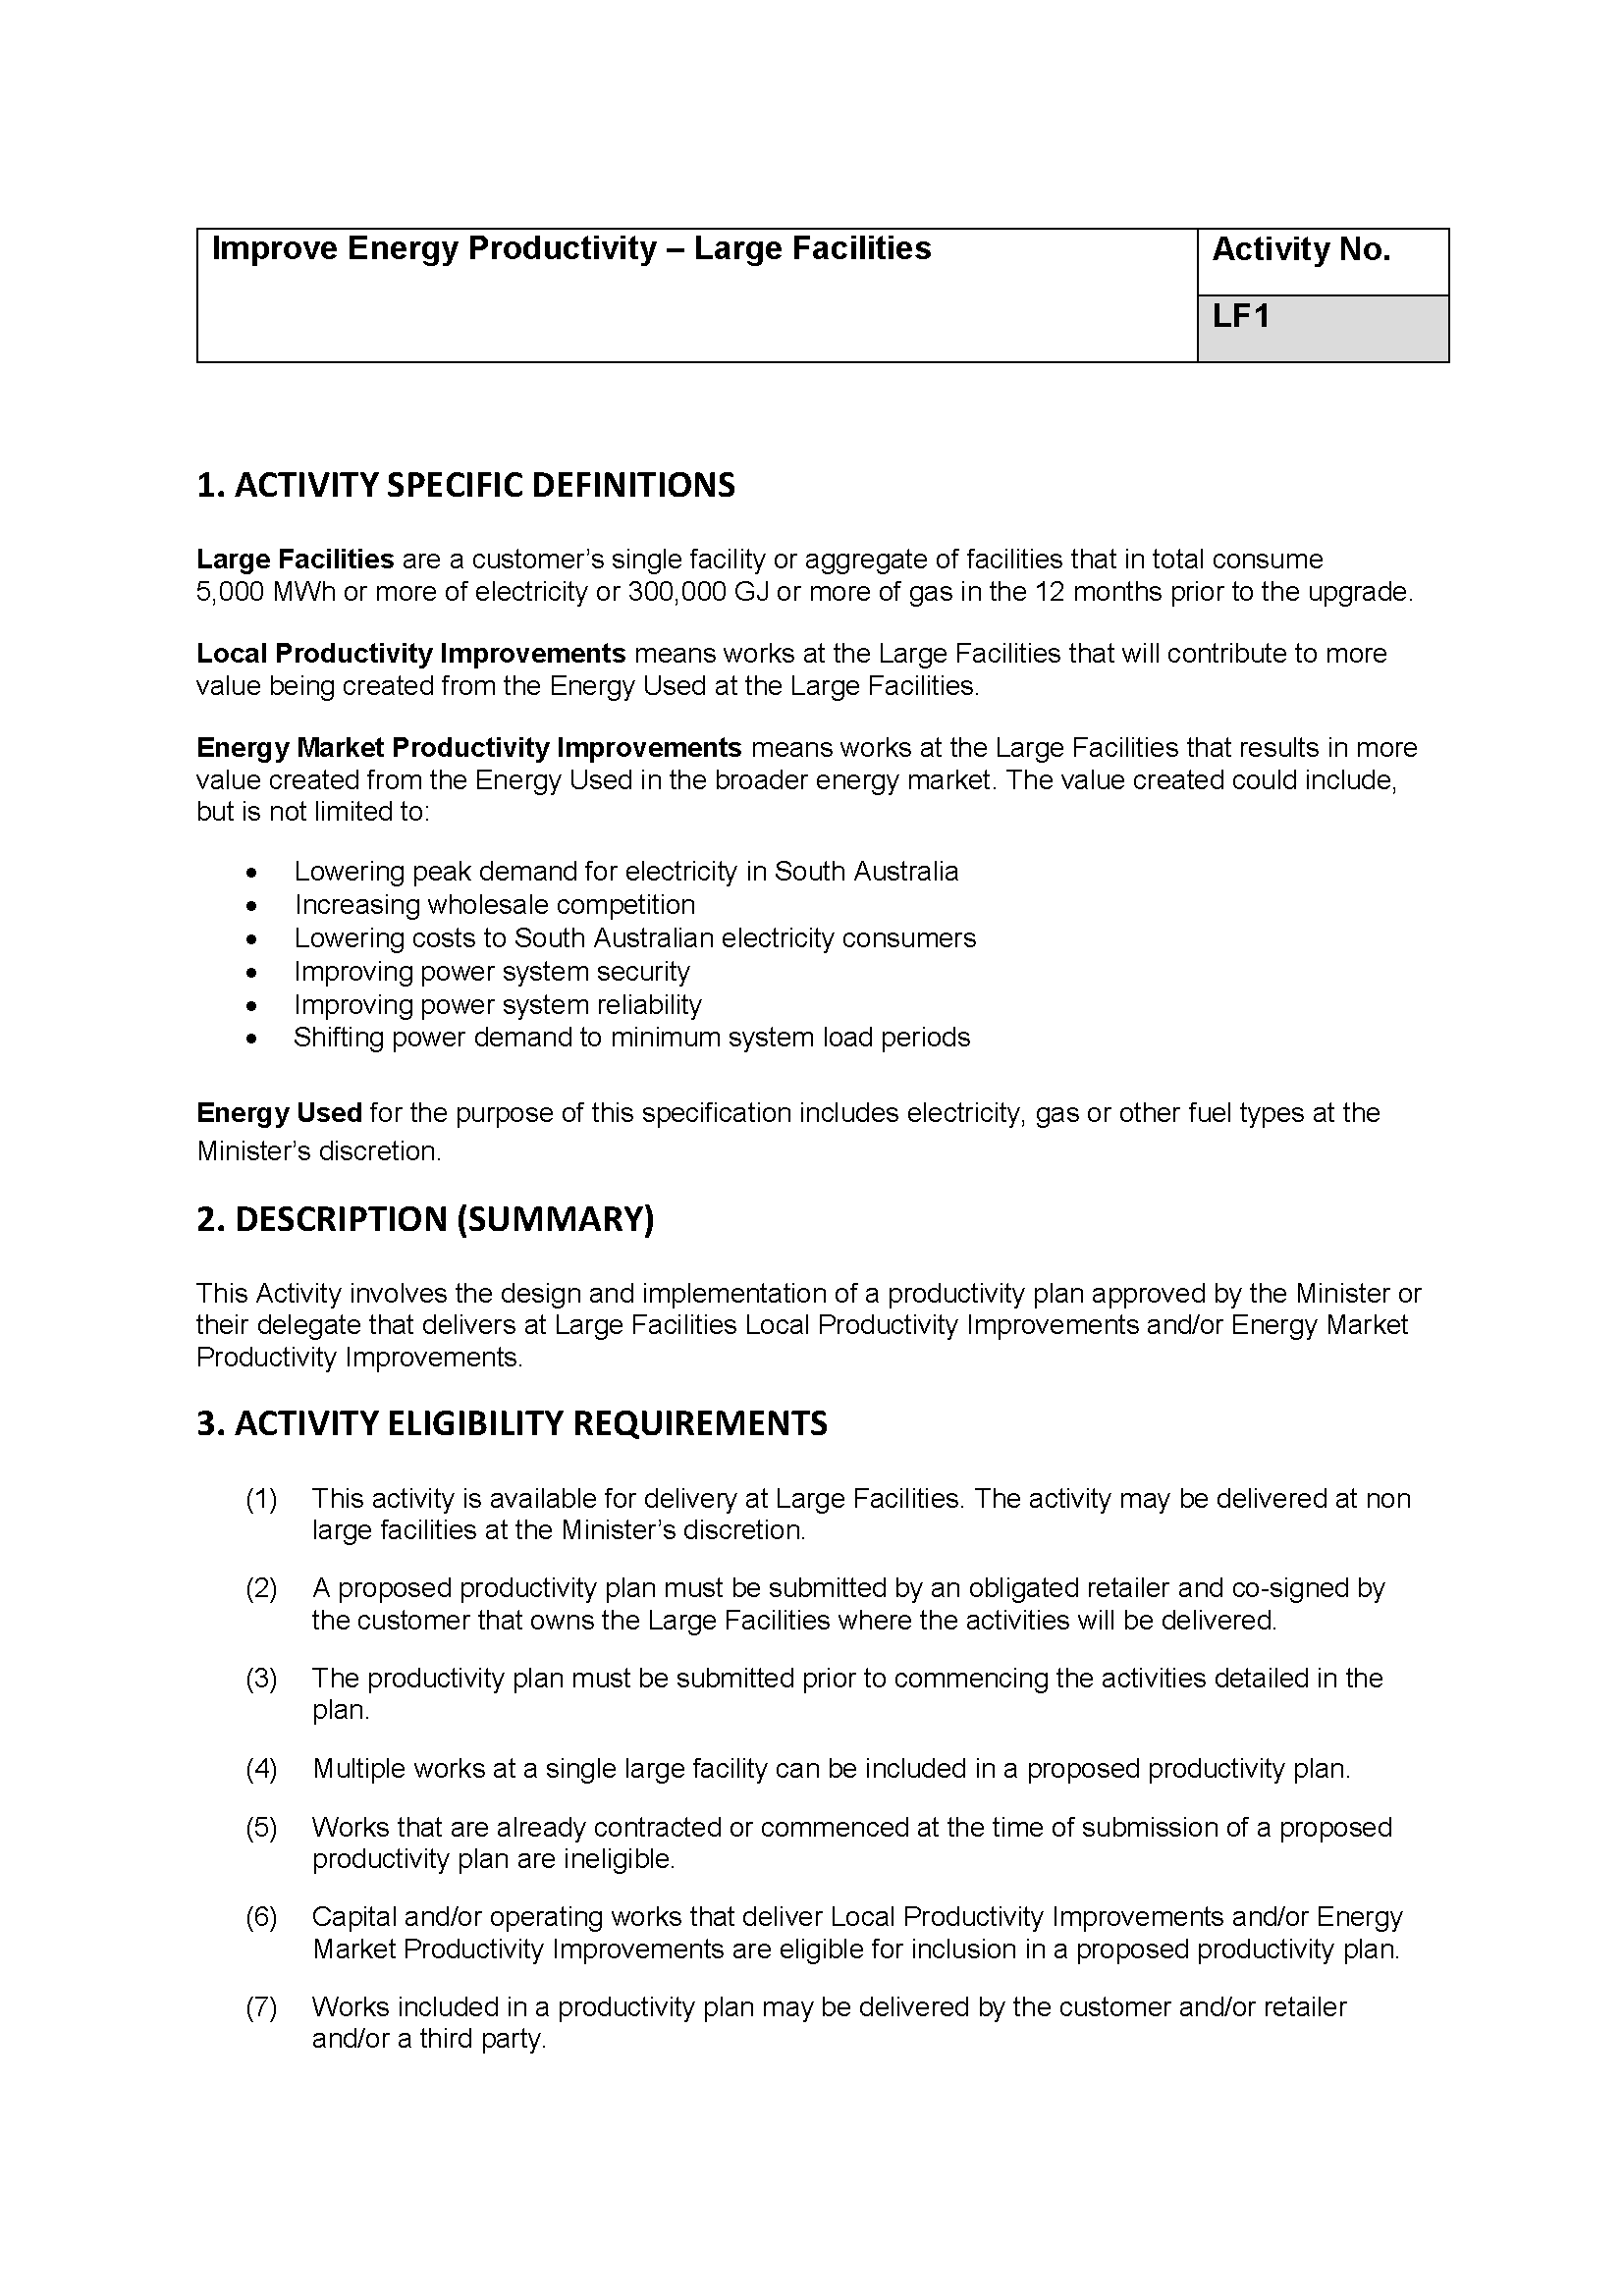 Improve Energy Productivity – Large Facilities
Activity No.
LF1
1. ACTIVITY SPECIFIC DEFINITIONS
Large Facilities are a customer’s single facility or aggregate of facilities that in total consume
5,000 MWh or more of electricity or 300,000 GJ or more of gas in the 12 months prior to the upgrade.
Local Productivity Improvements means works at the Large Facilities that will contribute to more
value being created from the Energy Used at the Large Facilities.
Energy Market Productivity Improvements means works at the Large Facilities that results in more
value created from the Energy Used in the broader energy market. The value created could include,
but is not limited to:
• Lowering peak demand for electricity in South Australia
• Increasing wholesale competition
• Lowering costs to South Australian electricity consumers
• Improving power system security
• Improving power system reliability
• Shifting power demand to minimum system load periods
Energy Used for the purpose of this specification includes electricity, gas or other fuel types at the
Minister’s discretion.
2. DESCRIPTION (SUMMARY)
This Activity involves the design and implementation of a productivity plan approved by the Minister or
their delegate that delivers at Large Facilities Local Productivity Improvements and/or Energy Market
Productivity Improvements.
3. ACTIVITY ELIGIBILITY REQUIREMENTS
(1) This activity is available for delivery at Large Facilities. The activity may be delivered at non
large facilities at the Minister’s discretion.
(2) A proposed productivity plan must be submitted by an obligated retailer and co-signed by
the customer that owns the Large Facilities where the activities will be delivered.
(3) The productivity plan must be submitted prior to commencing the activities detailed in the
plan.
(4) Multiple works at a single large facility can be included in a proposed productivity plan.
(5) Works that are already contracted or commenced at the time of submission of a proposed
productivity plan are ineligible.
(6) Capital and/or operating works that deliver Local Productivity Improvements and/or Energy
Market Productivity Improvements are eligible for inclusion in a proposed productivity plan.
(7) Works included in a productivity plan may be delivered by the customer and/or retailer
and/or a third party.